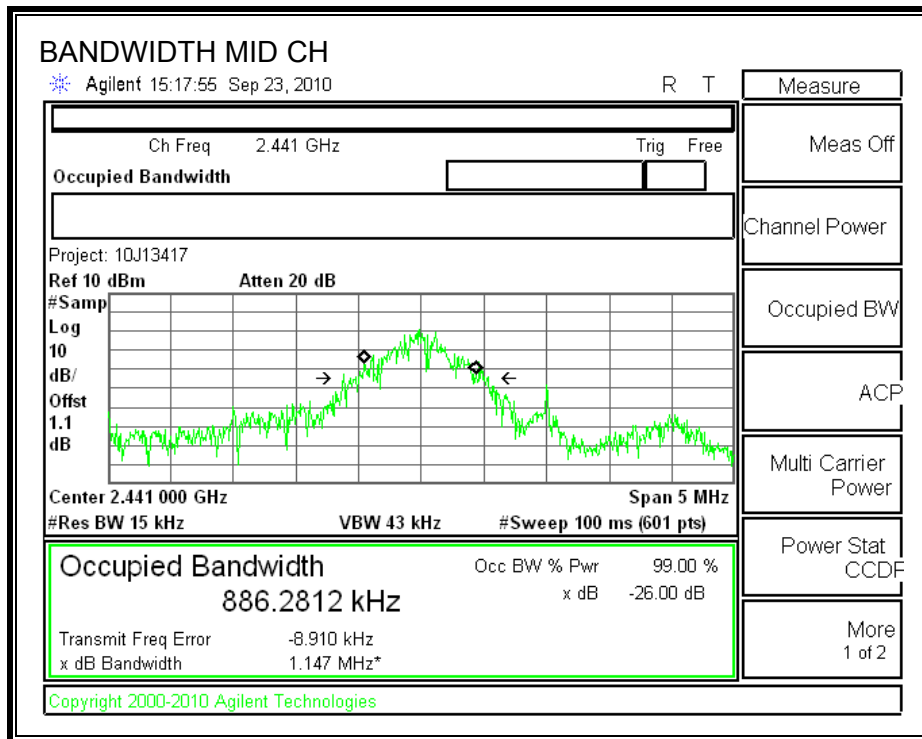 BANDWIDTH MID CH
Agilent 15:17:55 Sep 23, 2010 R T
Measure
Ch Freq 2.441 GHz Trig Free
Meas Off
Occupied Bandwidth
Channel Power
Project: 10J13417
Ref 10 dBm Atten 20 dB
#Samp
Log
10
dB/
Offst
1.1
dB
Occupied BW
ACP
Multi Carrier
Power
Center 2.441 000 GHz Span 5 MHz
#Res BW 15 kHz VBW 43 kHz #Sweep 100 ms (601 pts)
Power Stat
CCDF
Occupied Bandwidth Occ BW % Pwr 99.00 %
886.2812 kHz x dB -26.00 dB
Transmit Freq Error -8.910 kHz
x dB Bandwidth 1.147 MHz*
More
1 of 2
Copyright 2000-2010 Agilent Technologies